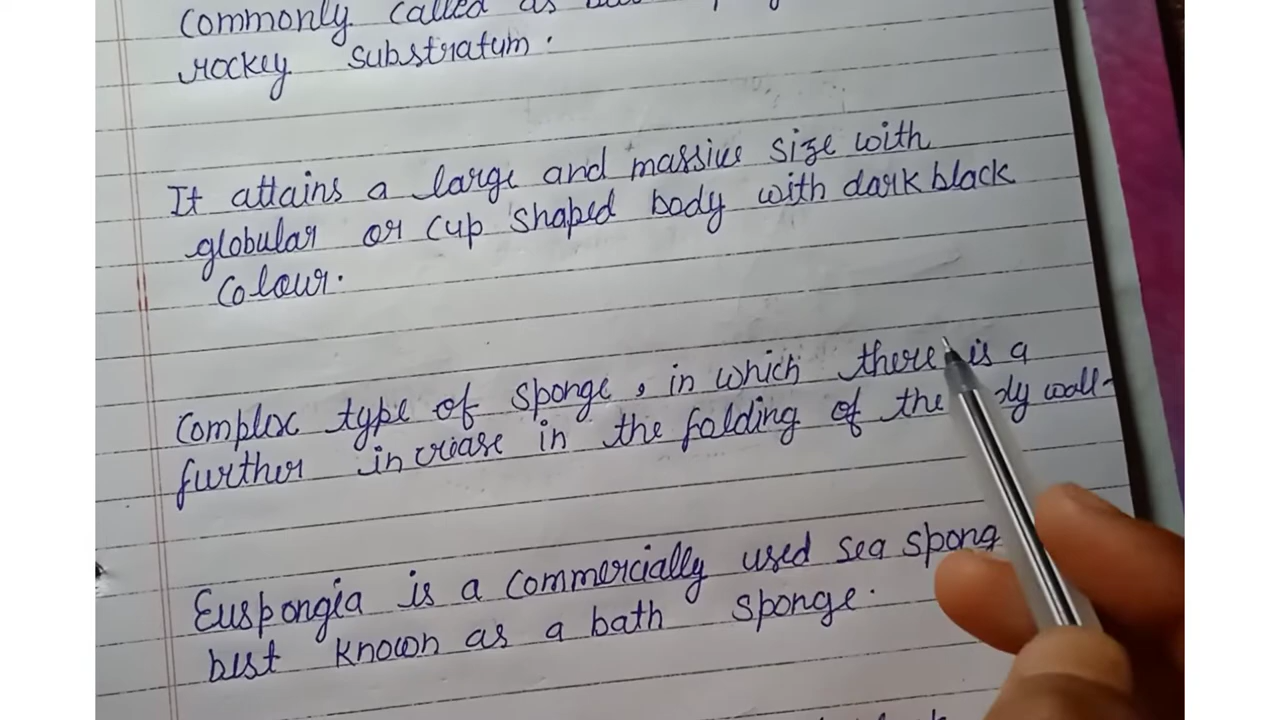 commonly called as
rockey substratum.
It attains a large and massive size with
globular or cup shaped body with dark black
colour.
Complex type of sponge, in which there is a
further increase in the folding of the wall-
Euspongia is a commercially used sea spong
best known as a bath sponge.